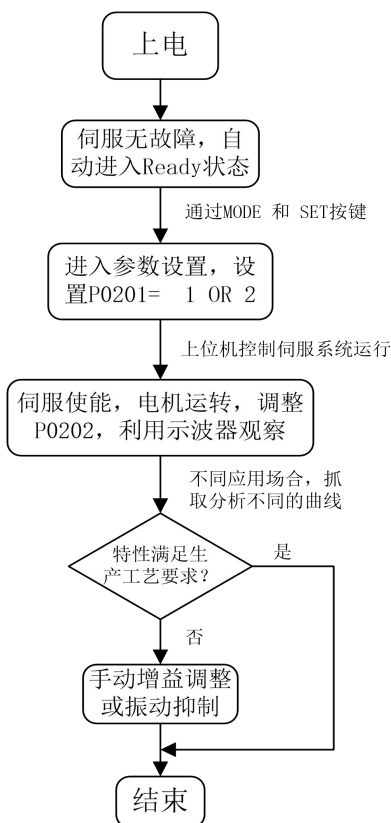 上电
伺服无故障，自
动进入Ready状态
通过MODE 和 SET按键
进入参数设置，设
置P0201= 1 OR 2
上位机控制伺服系统运行
伺服使能，电机运转，调整
P0202，利用示波器观察
不同应用场合，抓
取分析不同的曲线
特性满足生
产工艺要求？
是
否
手动增益调整
或振动抑制
结束